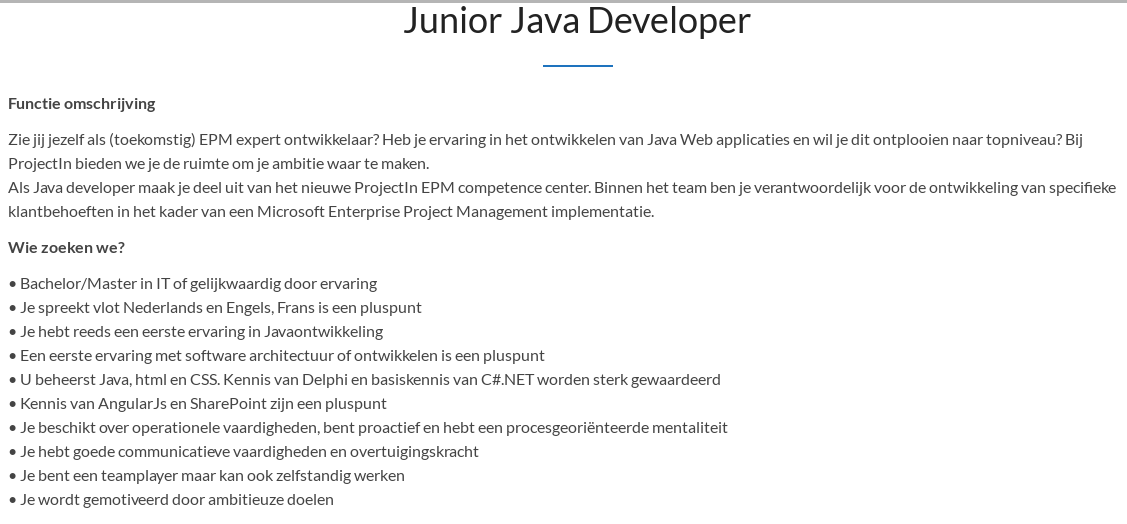 Junior Java Developer
Functie omschrijving
Zie jij jezelf als (toekomstig) EPM expert ontwikkelaar? Heb je ervaring in het ontwikkelen van Java Web applicaties en wil je dit ontplooien naar topniveau? Bij
ProjectIn bieden we je de ruimte om je ambitie waar te maken.
Als Java developer maak je deel uit van het nieuwe ProjectIn EPM competence center. Binnen het team ben je verantwoordelijk voor de ontwikkeling van specifieke
klantbehoeften in het kader van een Microsoft Enterprise Project Management implementatie.
Wie zoeken we?
• Bachelor/Master in IT of gelijkwaardig door ervaring
• Je spreekt vlot Nederlands en Engels, Frans is een pluspunt
• Je hebt reeds een eerste ervaring in Javaontwikkeling
• Een eerste ervaring met software architectuur of ontwikkelen is een pluspunt
• U beheerst Java, html en CSS. Kennis van Delphi en basiskennis van C#.NET worden sterk gewaardeerd
• Kennis van AngularJs en SharePoint zijn een pluspunt
• Je beschikt over operationele vaardigheden, bent proactief en hebt een procesgeoriënteerde mentaliteit
• Je hebt goede communicatieve vaardigheden en overtuigingskracht
• Je bent een teamplayer maar kan ook zelfstandig werken
• Je wordt gemotiveerd door ambitieuze doelen